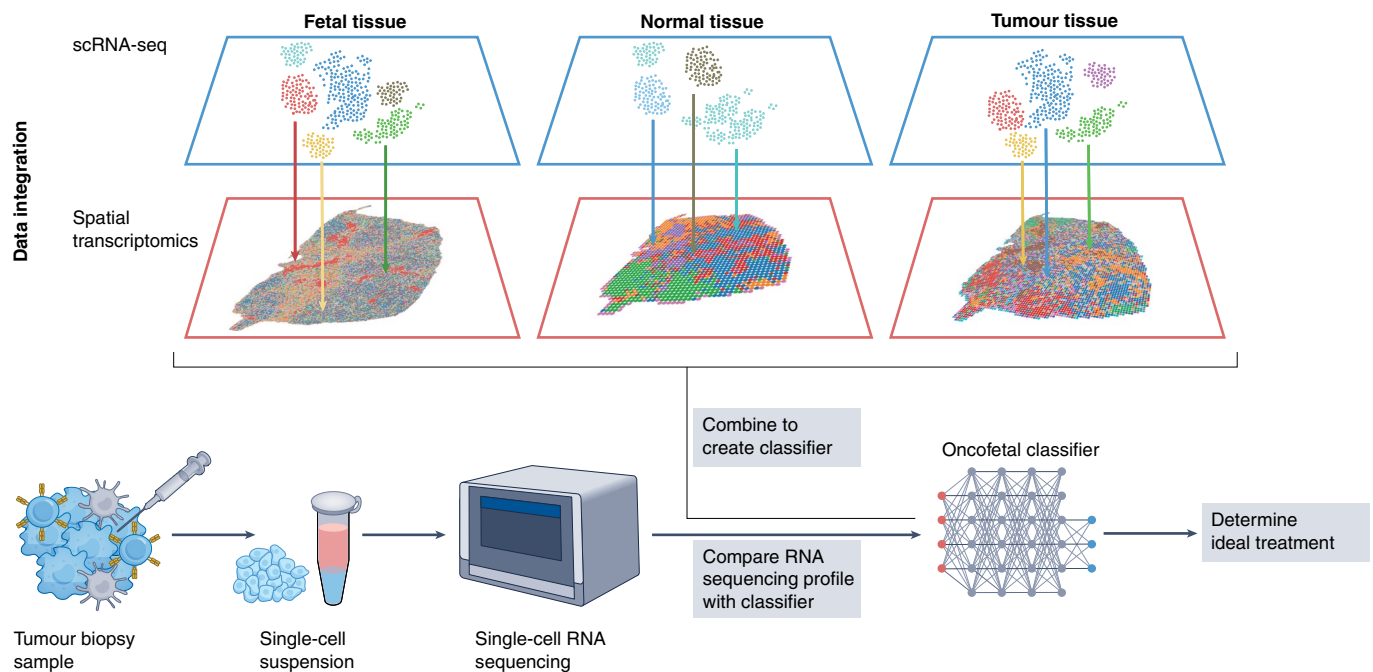 Fetal tissue
Normal tissue
Tumour tissue
scRNA-seq
Data integration
Spatial
transcriptomics
Combine to
create classifier
Oncofetal classifier
Compare RNA
sequencing profile
with classifier
Determine
ideal treatment
Tumour biopsy
sample
Single-cell
suspension
Single-cell RNA
sequencing